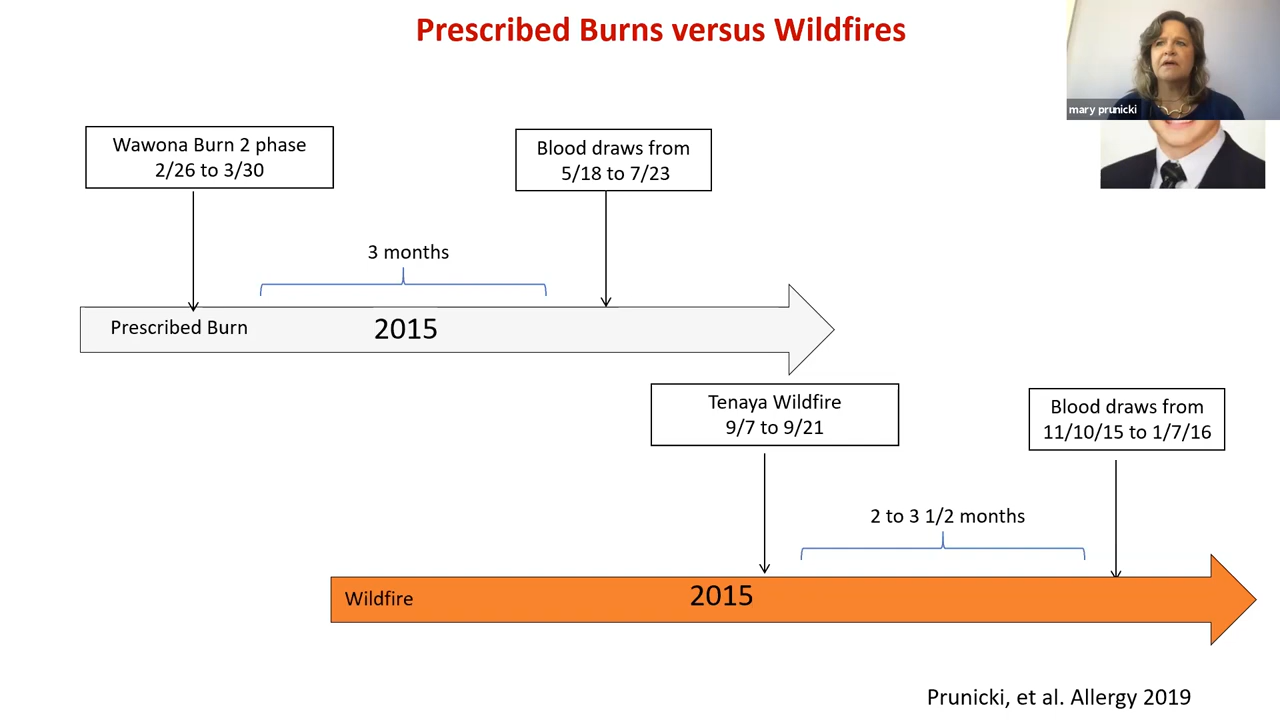 Prescribed Burns versus Wildfires
mary prunicki
Wawona Burn 2 phase
2/26 to 3/30
Blood draws from
5/18 to 7/23
3 months
Prescribed Burn
2015
Tenaya Wildfire
9/7 to 9/21
Blood draws from
11/10/15 to 1/7/16
2 to 3 1/2 months
Wildfire
2015
Prunicki, et al. Allergy 2019